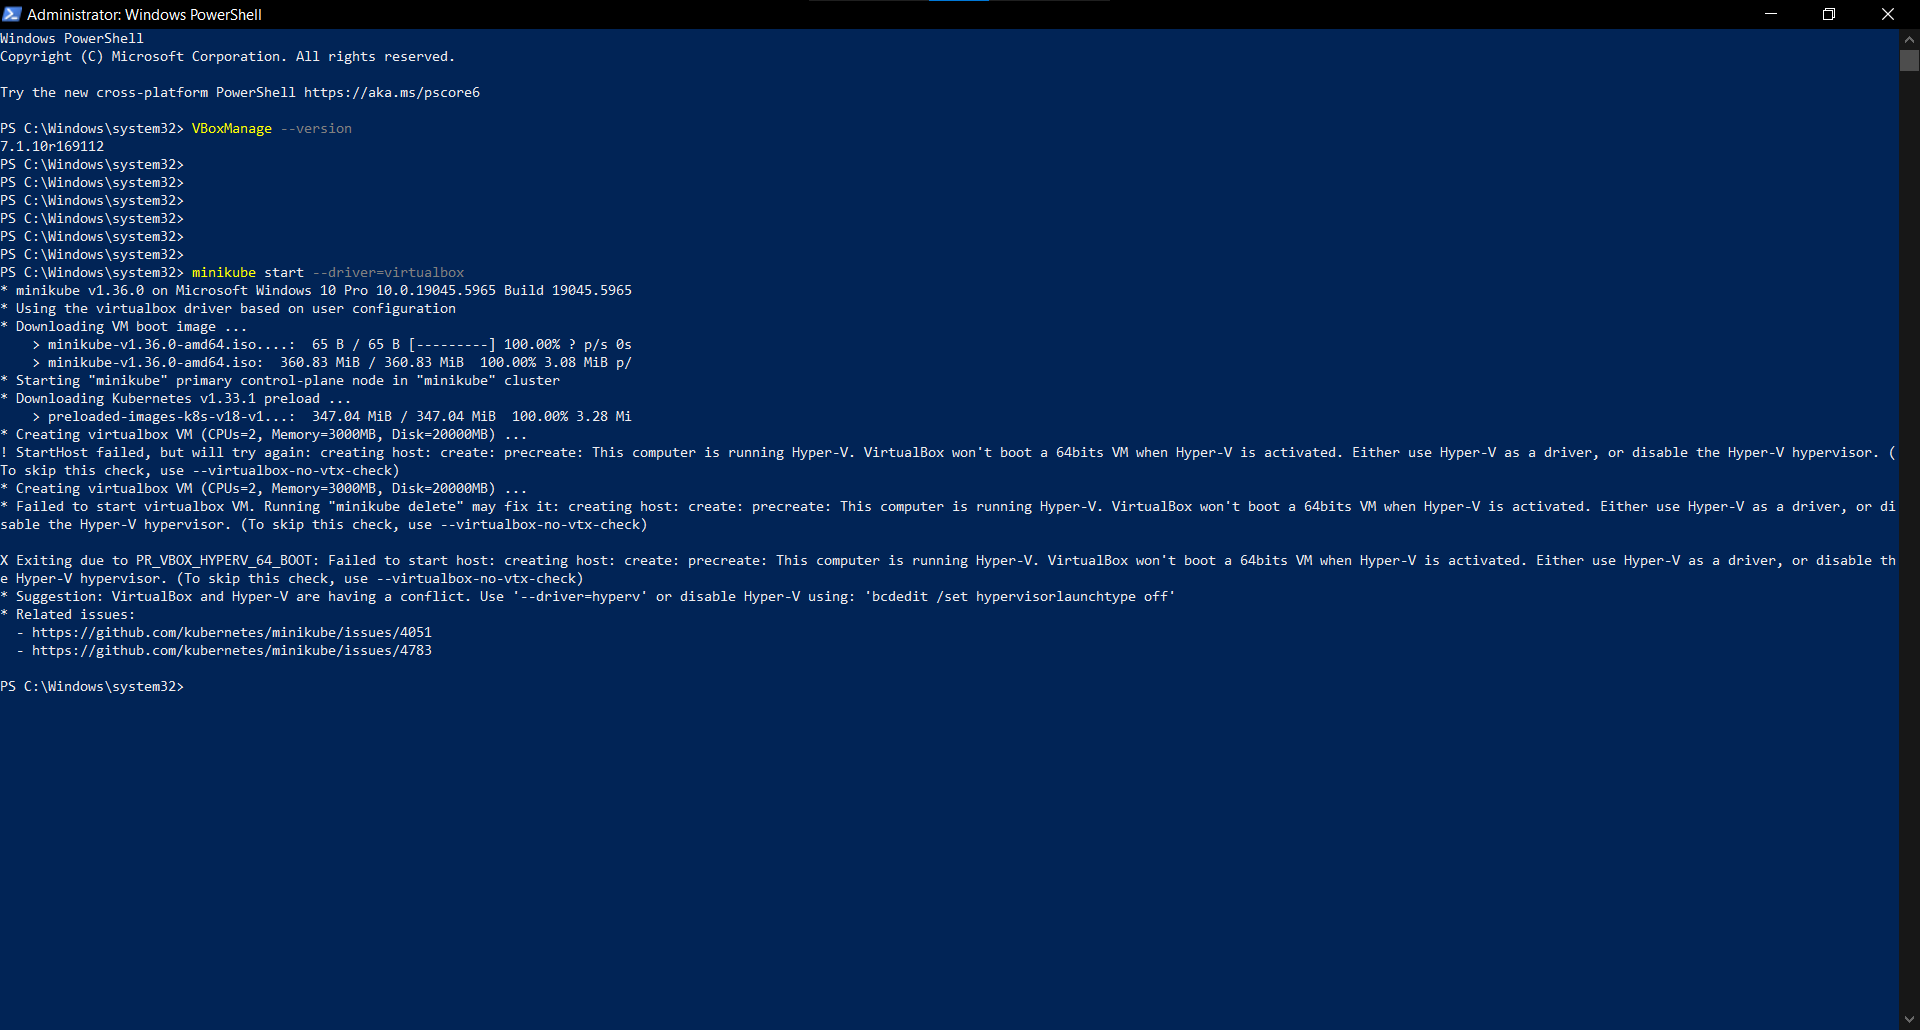 Administrator: Windows PowerShell
Windows PowerShell
Copyright (C) Microsoft Corporation. All rights reserved.
Try the new cross-platform PowerShell https://aka.ms/pscore6
PS C:\Windows\system32> VBoxManage --version
7.1.10r169112
PS C:\Windows\system32>
PS C:\Windows\system32>
PS C:\Windows\system32>
PS C:\Windows\system32>
PS C:\Windows\system32>
PS C:\Windows\system32>
PS C:\Windows\system32> minikube start --driver=virtualbox
* minikube v1.36.0 on Microsoft Windows 10 Pro 10.0.19045.5965 Build 19045.5965
* Using the virtualbox driver based on user configuration
* Downloading VM boot image ...
    > minikube-v1.36.0-amd64.iso....:  65 B / 65 B [---------] 100.00% ? p/s 0s
    > minikube-v1.36.0-amd64.iso:  360.83 MiB / 360.83 MiB  100.00% 3.08 MiB p/
* Starting "minikube" primary control-plane node in "minikube" cluster
* Downloading Kubernetes v1.33.1 preload ...
    > preloaded-images-k8s-v18-v1...:  347.04 MiB / 347.04 MiB  100.00% 3.28 Mi
* Creating virtualbox VM (CPUs=2, Memory=3000MB, Disk=20000MB) ...
! StartHost failed, but will try again: creating host: create: precreate: This computer is running Hyper-V. VirtualBox won't boot a 64bits VM when Hyper-V is activated. Either use Hyper-V as a driver, or disable the Hyper-V hypervisor. (
To skip this check, use --virtualbox-no-vtx-check)
* Creating virtualbox VM (CPUs=2, Memory=3000MB, Disk=20000MB) ...
* Failed to start virtualbox VM. Running "minikube delete" may fix it: creating host: create: precreate: This computer is running Hyper-V. VirtualBox won't boot a 64bits VM when Hyper-V is activated. Either use Hyper-V as a driver, or di
sable the Hyper-V hypervisor. (To skip this check, use --virtualbox-no-vtx-check)
X Exiting due to PR_VBOX_HYPERV_64_BOOT: Failed to start host: creating host: create: precreate: This computer is running Hyper-V. VirtualBox won't boot a 64bits VM when Hyper-V is activated. Either use Hyper-V as a driver, or disable th
e Hyper-V hypervisor. (To skip this check, use --virtualbox-no-vtx-check)
* Suggestion: VirtualBox and Hyper-V are having a conflict. Use '--driver=hyperv' or disable Hyper-V using: 'bcdedit /set hypervisorlaunchtype off'
* Related issues:
  - https://github.com/kubernetes/minikube/issues/4051
  - https://github.com/kubernetes/minikube/issues/4783
PS C:\Windows\system32>